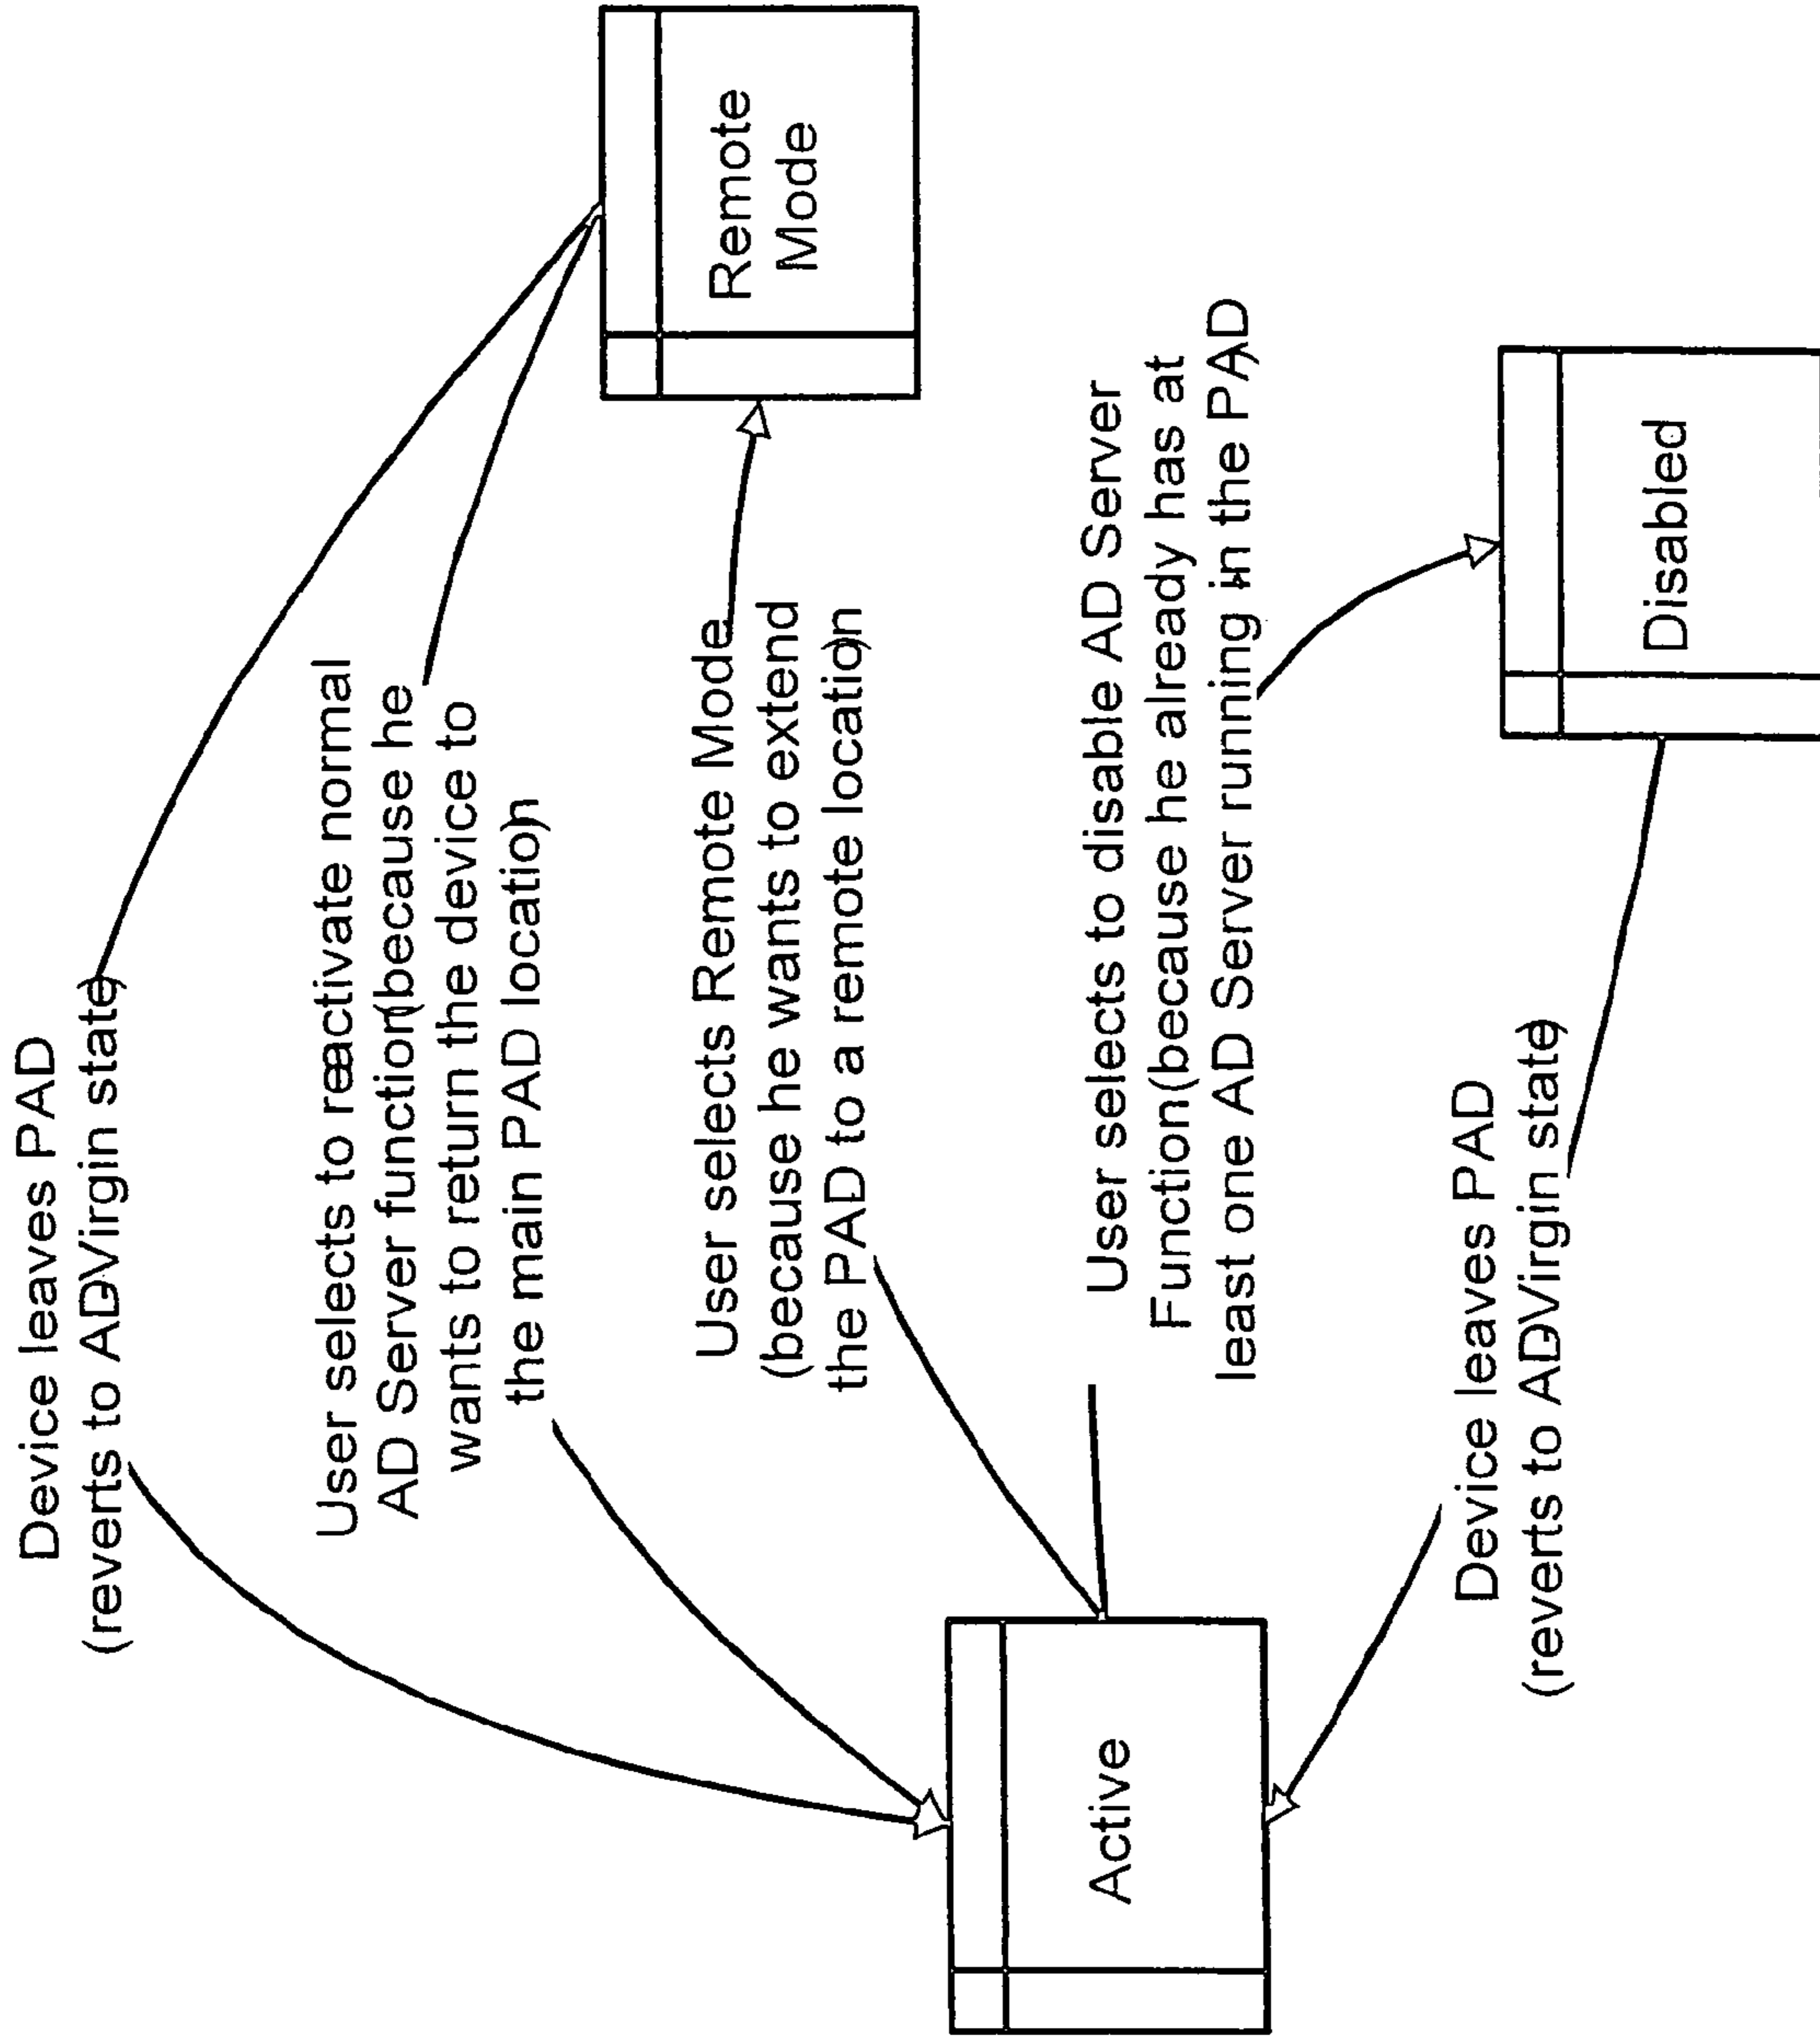 Device leaves PAD
(reverts to ADVirgin state)
User selects to reactivate normal
AD Server function(because he
wants to return the device to
the main PAD location)
Remote
Mode
User selects Remote Mode
(because he wants to extend
the PAD to a remote location)
Active
User selects to disable AD Server
Function(because he already has at
least one AD Server running in the PAD)
Disabled
Device leaves PAD
(reverts to ADVirgin state)